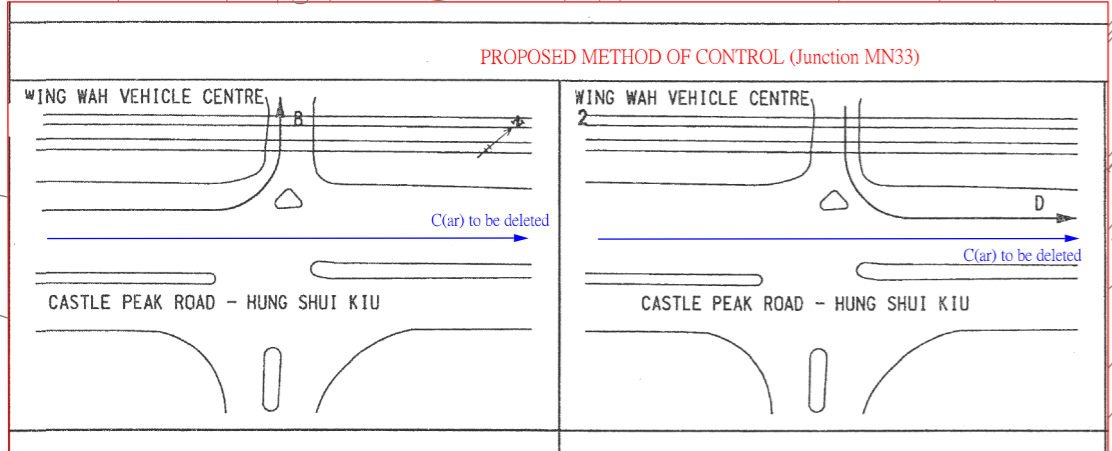 PROPOSED METHOD OF CONTROL (Junction MN33)
WING WAH VEHICLE CENTRE
B
C(ar) to be deleted
CASTLE PEAK ROAD - HUNG SHUI KIU
WING WAH VEHICLE CENTRE
2
D
C(ar) to be deleted
CASTLE PEAK ROAD - HUNG SHUI KIU